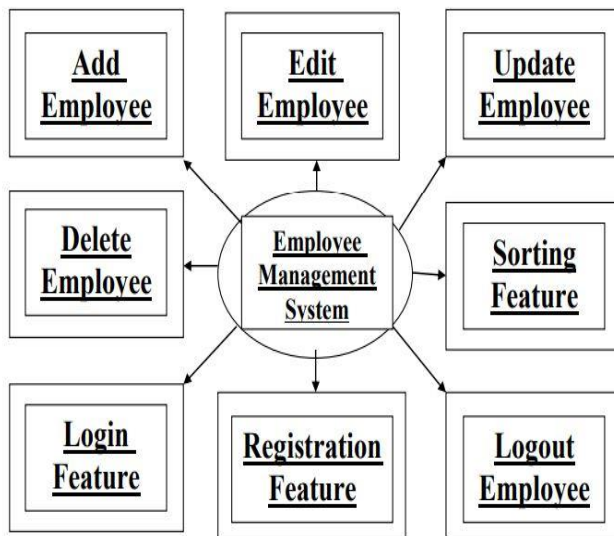 Add
Employee
Edit
Employee
Update
Employee
Delete
Employee
Employee
Management
System
Sorting
Feature
Login
Feature
Registration
Feature
Logout
Employee